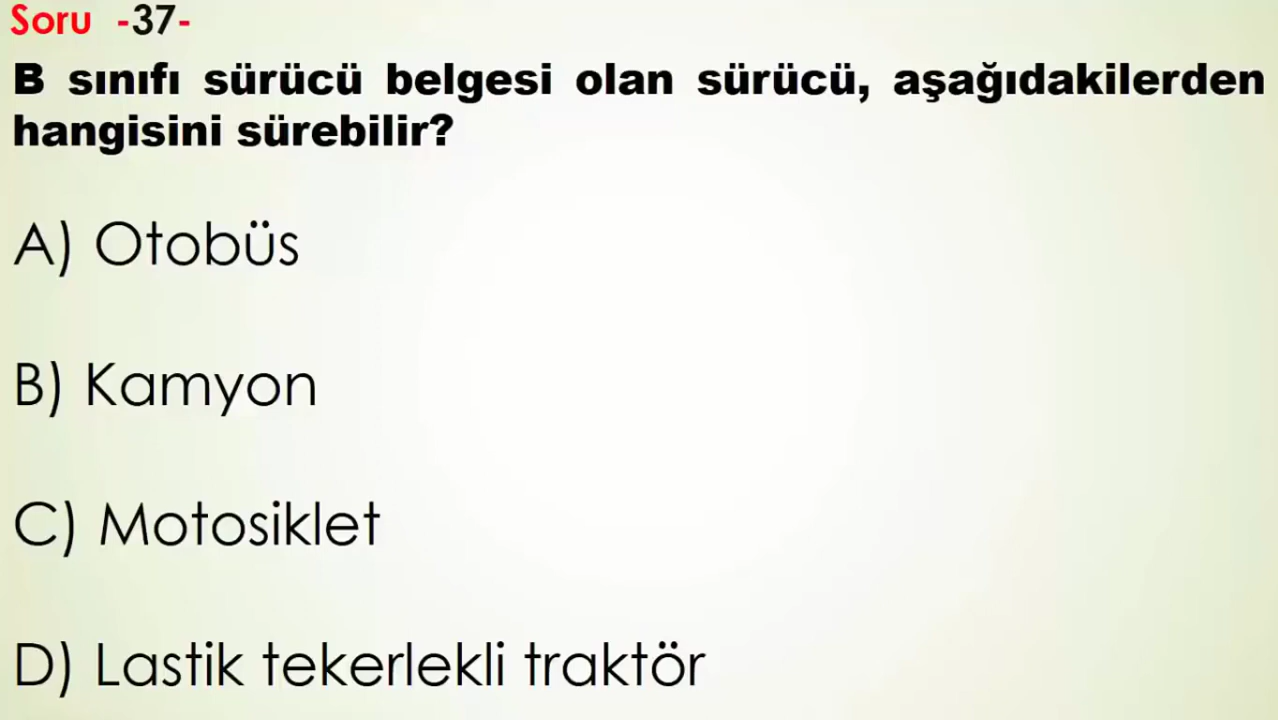 Soru -37-
B sınıfı sürücü belgesi olan sürücü, aşağıdakilerden
hangisini sürebilir?
A) Otobüs
B) Kamyon
C) Motosiklet
D) Lastik tekerlekli traktör